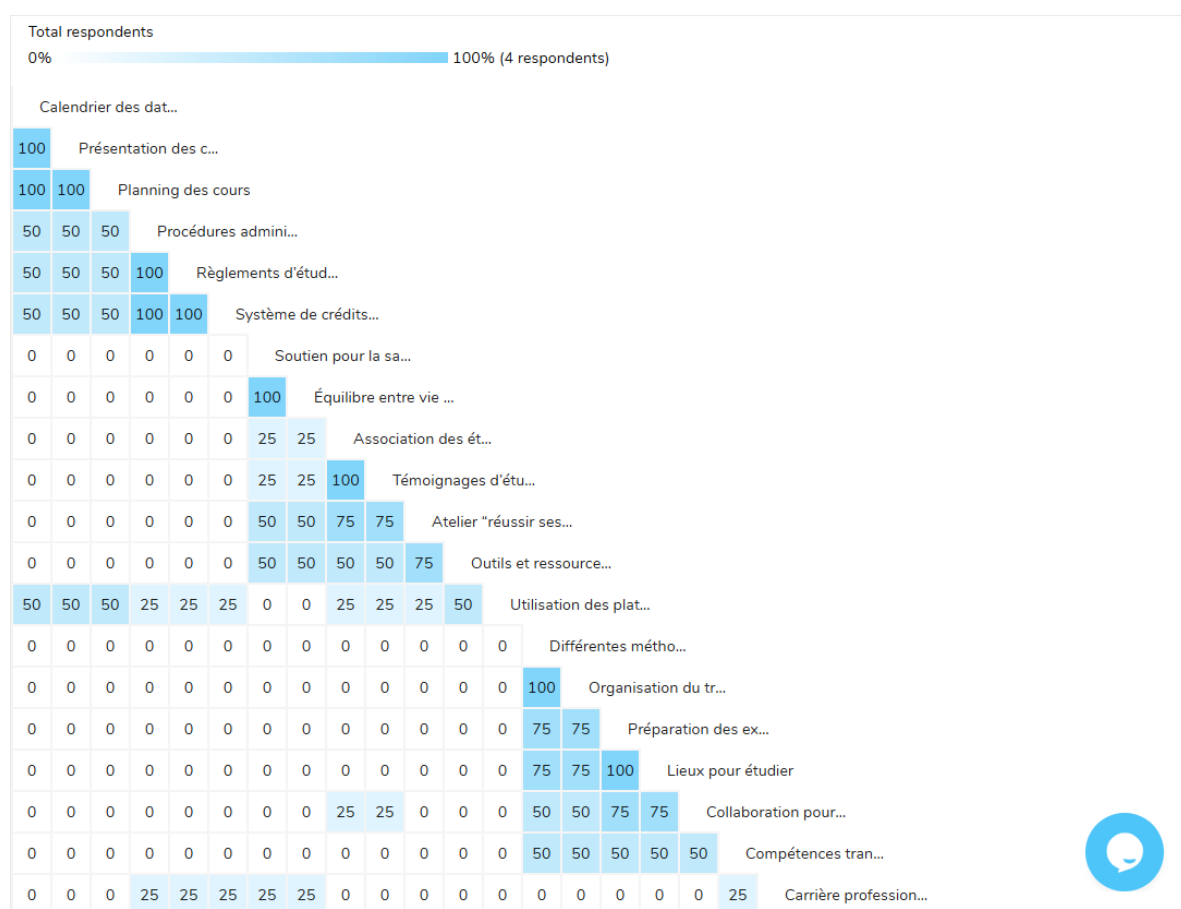 Total respondents
0% 100% (4 respondents)
Calendrier des dat...
100 Présentation des c...
100 100 Planning des cours
50 50 50 Procédures admini...
50 50 50 100 Règlements d'étud...
50 50 50 100 100 Système de crédits...
0 0 0 0 0 0 Soutien pour la sa...
0 0 0 0 0 0 100 Équilibre entre vie ...
0 0 0 0 0 0 25 25 Association des ét...
0 0 0 0 0 0 25 25 100 Témoignages d'étu...
0 0 0 0 0 0 50 50 75 75 Atelier “réussir ses...
0 0 0 0 0 0 50 50 50 50 75 Outils et ressource...
50 50 50 25 25 25 0 0 25 25 25 50 Utilisation des plat...
0 0 0 0 0 0 0 0 0 0 0 0 0 Différentes métho...
0 0 0 0 0 0 0 0 0 0 0 0 0 100 Organisation du tr...
0 0 0 0 0 0 0 0 0 0 0 0 0 75 75 Préparation des ex...
0 0 0 0 0 0 0 0 0 0 0 0 0 75 75 100 Lieux pour étudier
0 0 0 0 0 0 0 0 25 25 0 0 0 50 50 75 75 Collaboration pour...
0 0 0 0 0 0 0 0 0 0 0 0 0 50 50 50 50 50 Compétences tran...
0 0 0 25 25 25 25 25 0 0 0 0 0 0 0 0 0 0 25 Carrière profession...